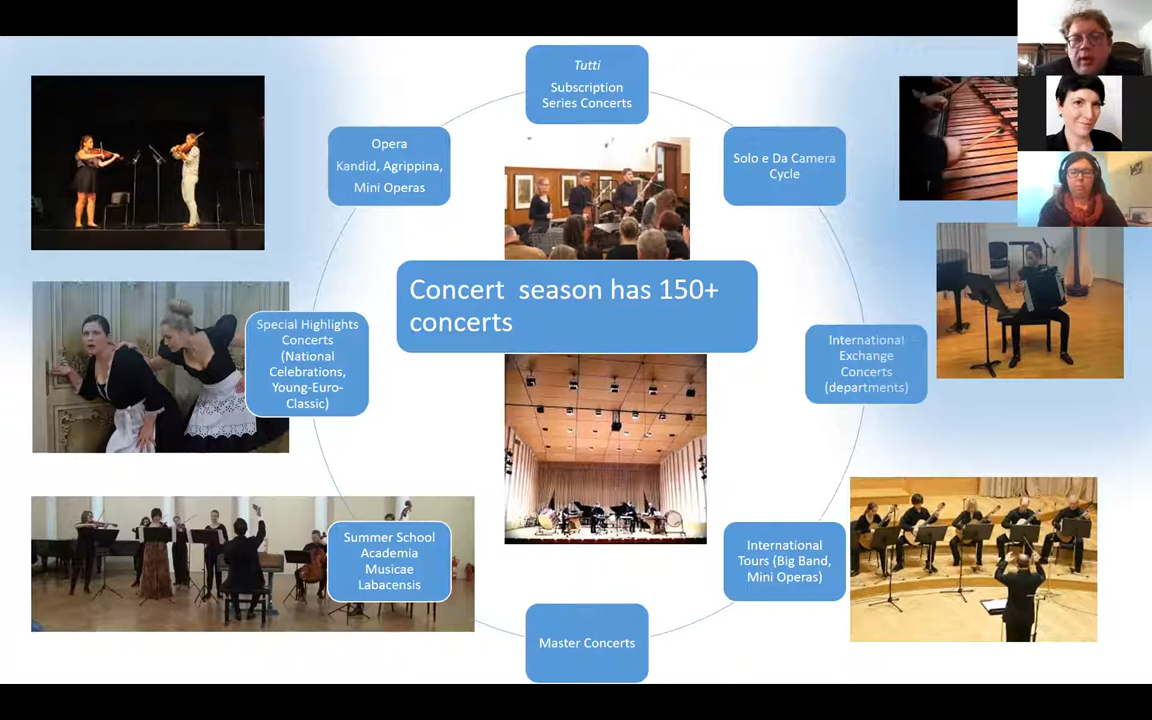 Tutti
Subscription
Series Concerts
Opera
Kandid, Agrippina,
Mini Operas
Solo e Da Camera
Cycle
Concert season has 150+
concerts
Special Highlights
Concerts
(National
Celebrations,
Young-Euro-
Classic)
International
Exchange
Concerts
(departments)
Summer School
Academia
Musicae
Labacensis
International
Tours (Big Band,
Mini Operas)
Master Concerts